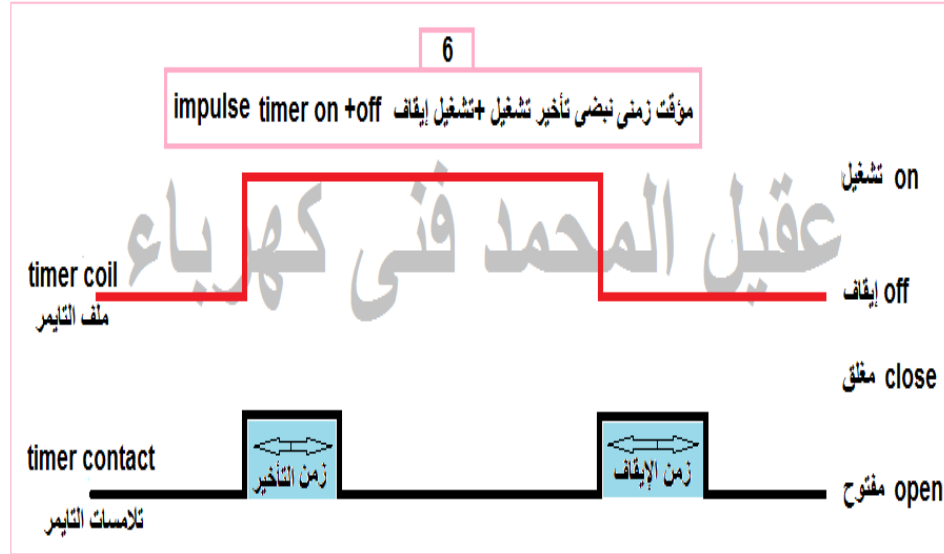 6
مؤقت زمنى نبضى تأخير تشغيل +تشغيل إيقاف impulse timer on +off
تشغيل on
عقيل المحمد فنى كهرباء
timer coil
ملف التايمر
إيقاف off
مغلق close
timer contact
تلامسات التايمر
زمن التأخير
زمن الإيقاف
مفتوح open